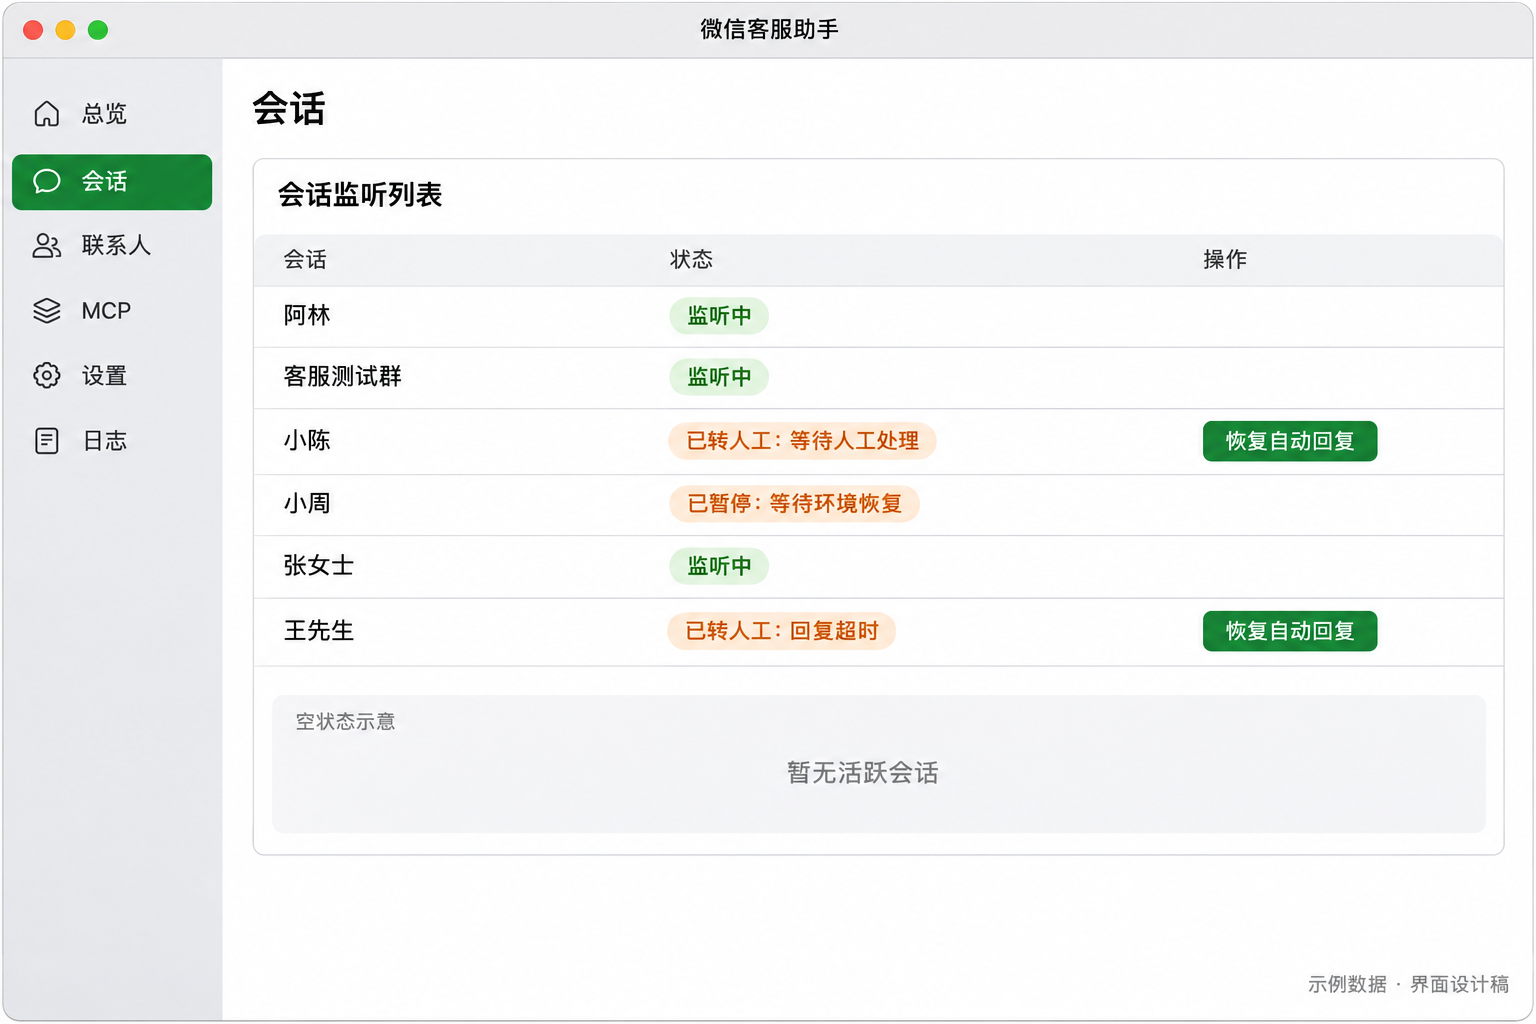 微信客服助手
总览
会话
联系人
MCP
设置
日志
会话
会话监听列表
会话 状态 操作
阿林 监听中
客服测试群 监听中
小陈 已转人工：等待人工处理 恢复自动回复
小周 已暂停：等待环境恢复
张女士 监听中
王先生 已转人工：回复超时 恢复自动回复
空状态示意
暂无活跃会话
示例数据 · 界面设计稿